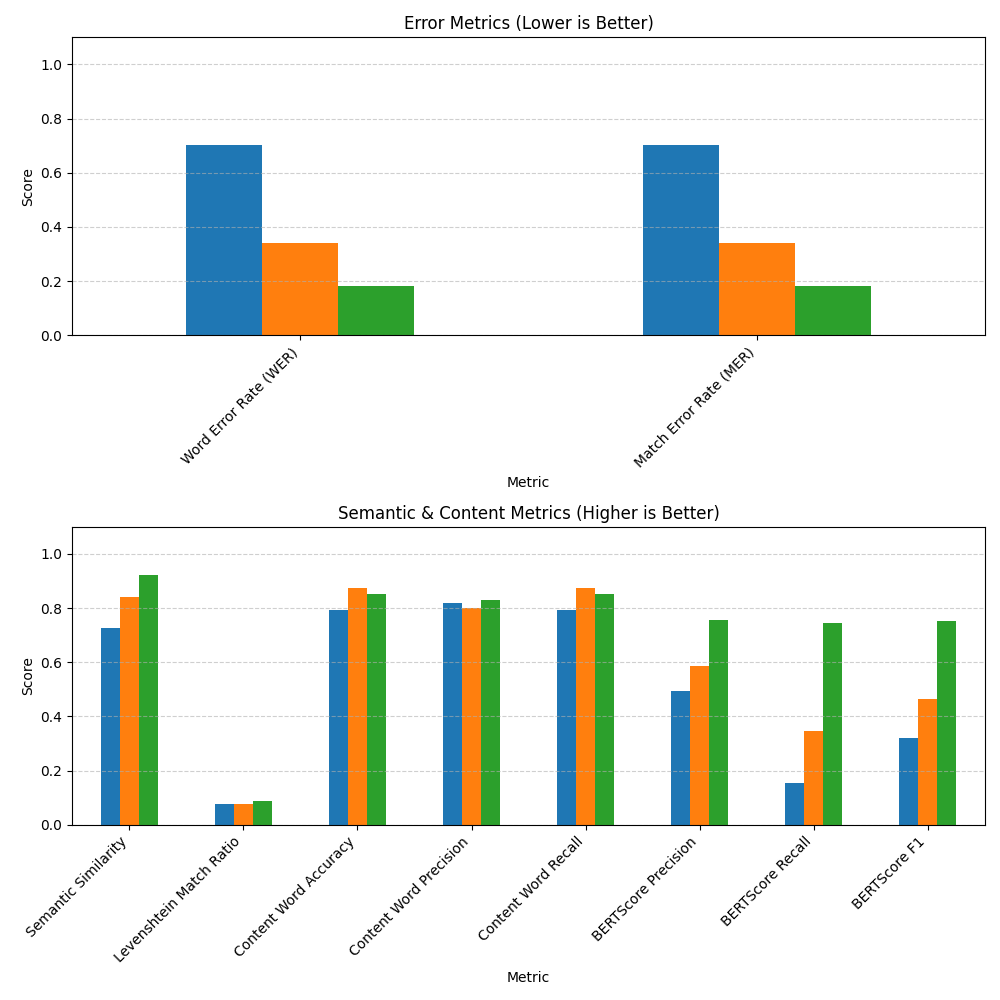 Error Metrics (Lower is Better)
1.0
0.8
0.6
0.4
0.2
0.0
Score
Word Error Rate (WER)
Match Error Rate (MER)
Metric
Semantic & Content Metrics (Higher is Better)
1.0
0.8
0.6
0.4
0.2
0.0
Score
Semantic Similarity
Levenshtein Match Ratio
Content Word Accuracy
Content Word Precision
Content Word Recall
BERTScore Precision
BERTScore Recall
BERTScore F1
Metric